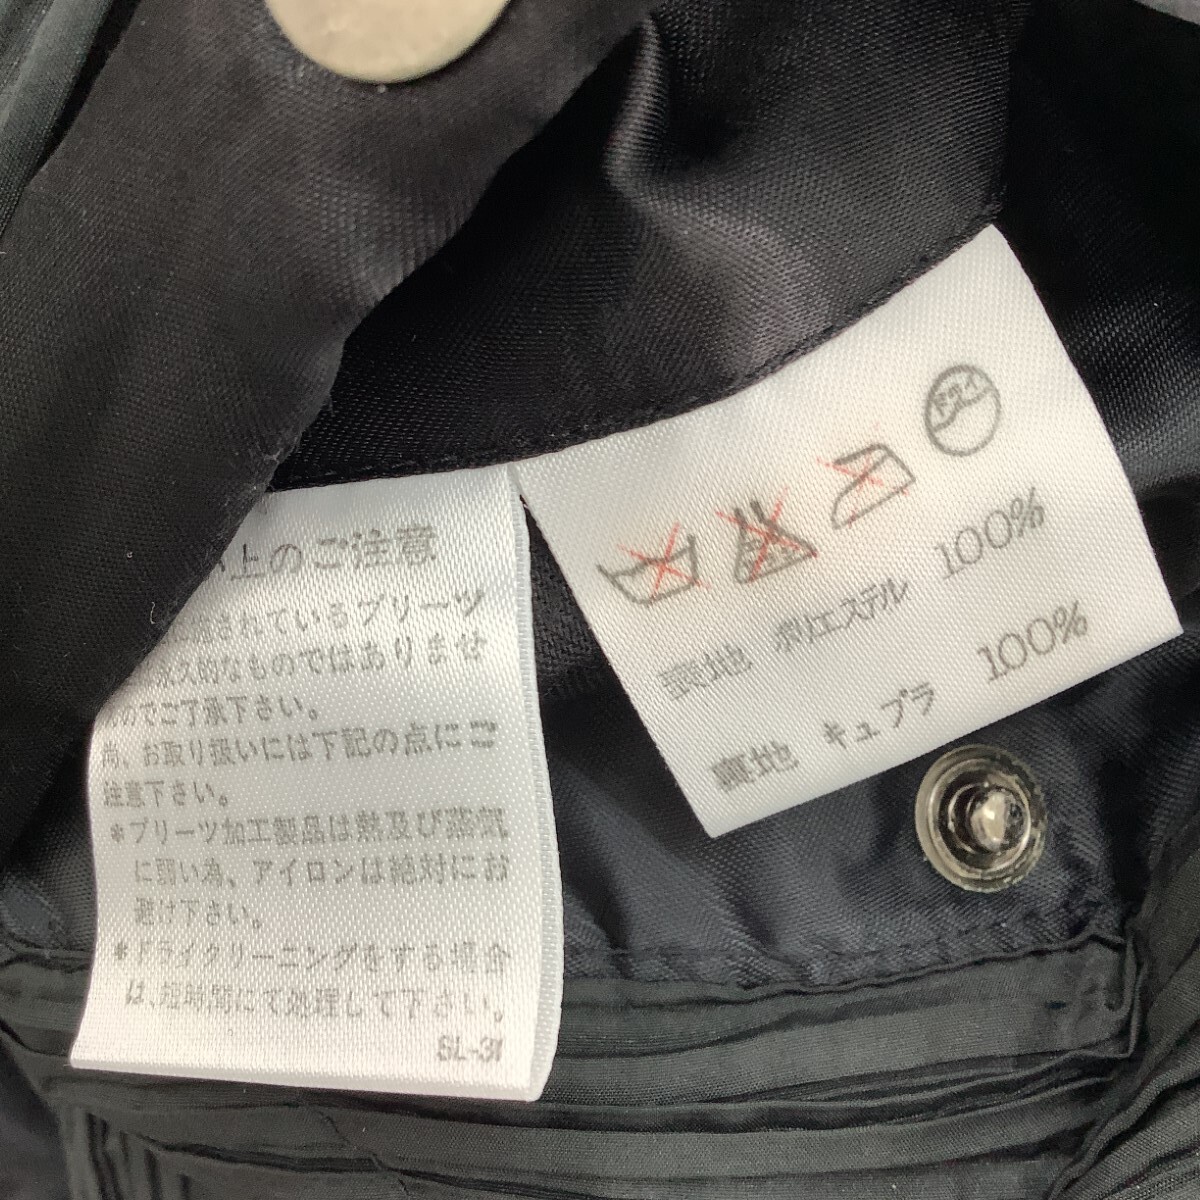 上のご注意
されているプリーツ
永久的なものではありませ
のでご了承下さい。
尚、お取り扱いには下記の点にご
注意下さい。
*プリーツ加工製品は熱及び蒸気
に弱い為、アイロンは絶対にお
避け下さい。
*ドライクリーニングをする場合
は、短時間にて処理して下さい。
SL-31
ドライ
表地 ポリエステル 100%
裏地 キュプラ 100%